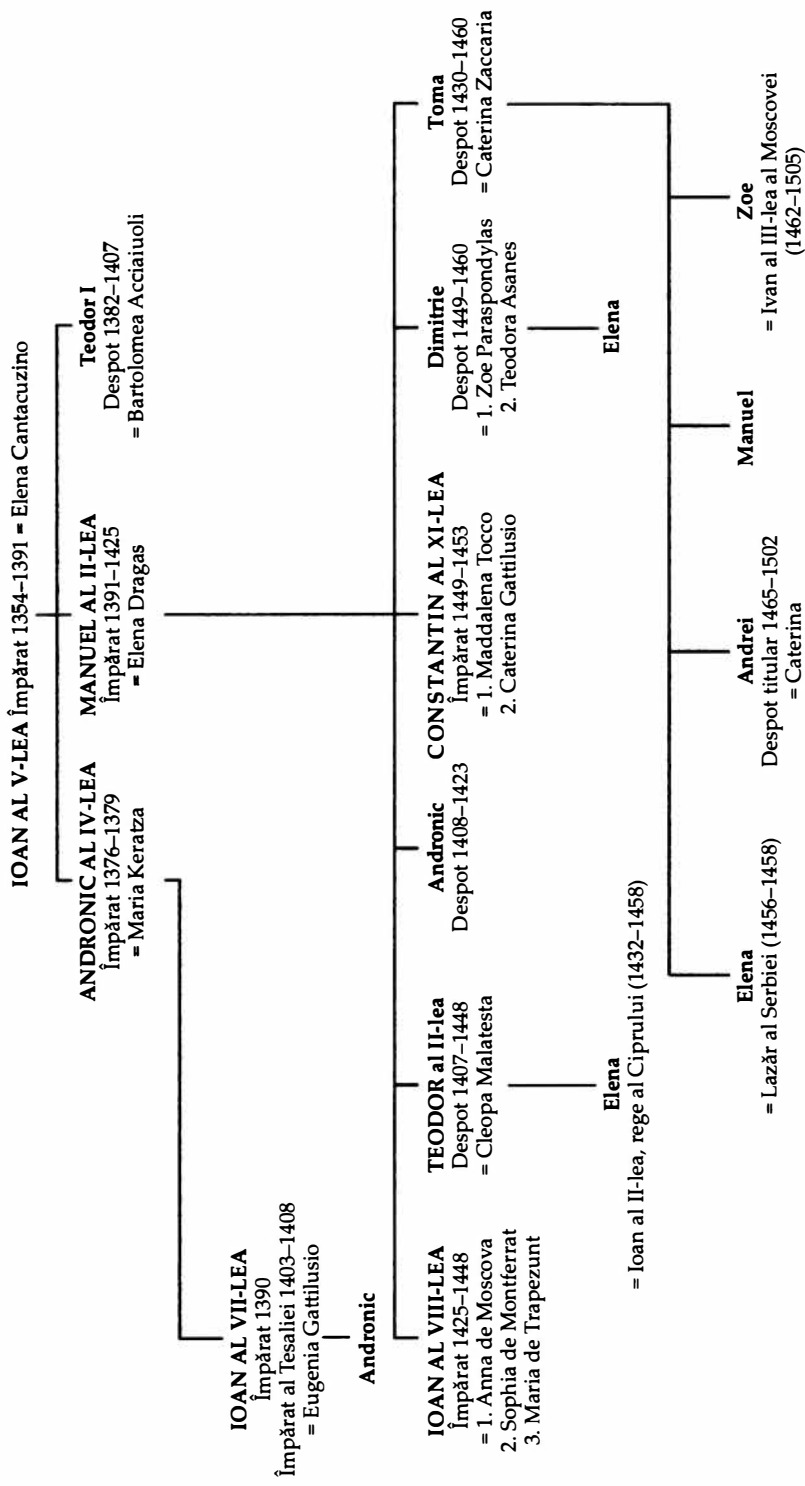 IOAN AL V-LEA Împărat 1354–1391 = Elena Cantacuzino
ANDRONIC AL IV-LEA
Împărat 1376–1379
= Maria Keratza
MANUEL AL II-LEA
Împărat 1391–1425
= Elena Dragas
Teodor I
Despot 1382–1407
= Bartolomea Acciaiuoli
IOAN AL VII-LEA
Împărat 1390
Împărat al Tesaliei 1403–1408
= Eugenia Gattilusio
Andronic
IOAN AL VIII-LEA
Împărat 1425–1448
= 1. Anna de Moscova
2. Sophia de Montferrat
3. Maria de Trapezunt
TEODOR al II-lea
Despot 1407–1448
= Cleopa Malatesta
Andronic
Despot 1408–1423
CONSTANTIN AL XI-LEA
Împărat 1449–1453
= 1. Maddalena Tocco
2. Caterina Gattilusio
Dimitrie
Despot 1449–1460
= 1. Zoe Paraspondylas
2. Teodora Asanes
Toma
Despot 1430–1460
= Caterina Zaccaria
Elena
= Ioan al II-lea, rege al Ciprului (1432–1458)
Elena
Elena
= Lazăr al Serbiei (1456–1458)
Andrei
Despot titular 1465–1502
= Caterina
Manuel
Zoe
= Ivan al III-lea al Moscovei
(1462–1505)